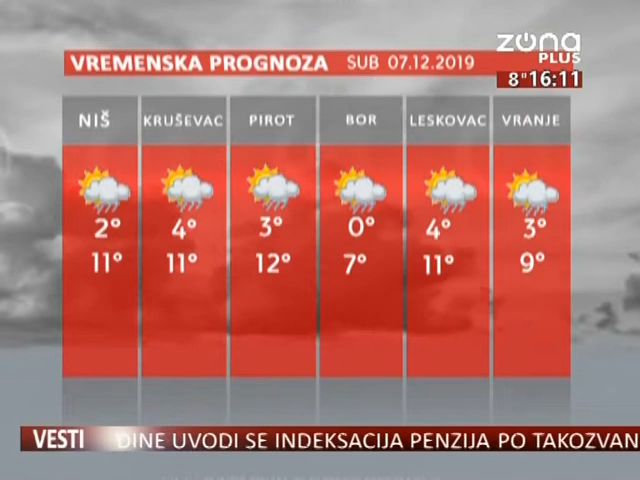 zona
PLUS
VREMENSKA PROGNOZA SUB 07.12.2019
8° 16:11
NIŠ KRUŠEVAC PIROT BOR LESKOVAC VRANJE
2° 4° 3° 0° 4° 3°
11° 11° 12° 7° 11° 9°
VESTI DINE UVODI SE INDEKSACIJA PENZIJA PO TAKOZVAN